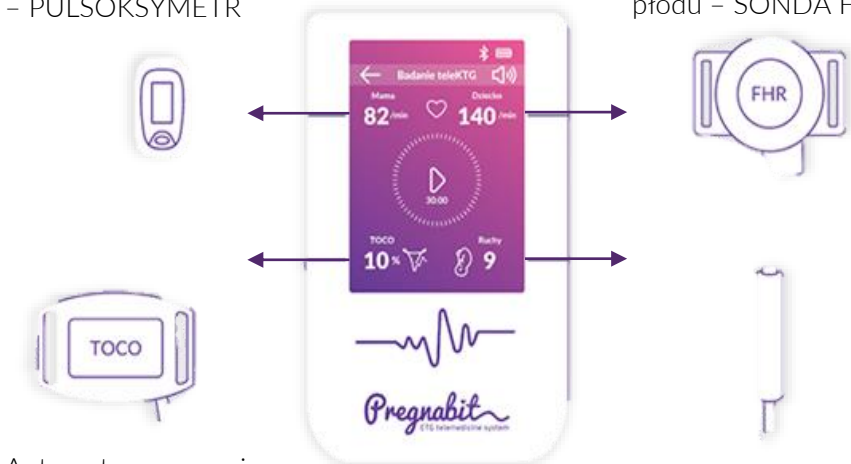 – PULSOKSYMETR
płodu – SONDA F
Badanie teleKTG
Mama
Dziecko
82/min
140/min
FHR
30:00
TOCO
Ruchy
10%
9
TOCO
Pregnabit
CTG telemedicine system